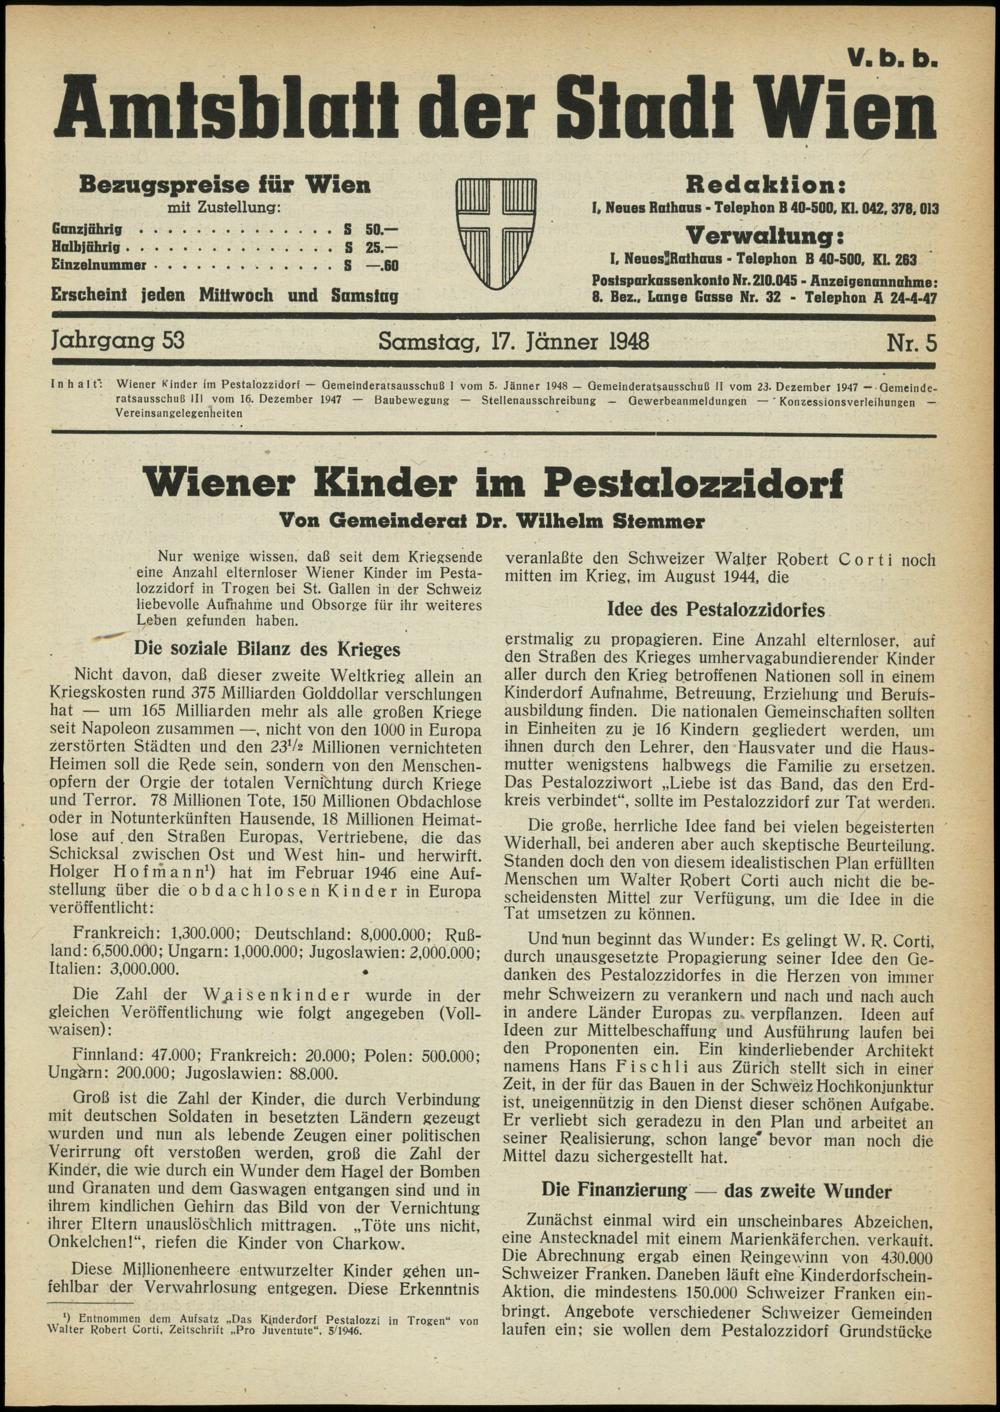 V. b. b.
Amtsblatt der Stadt Wien
Bezugspreise für Wien
mit Zustellung:
Ganzjährig . . . . . . . . . . . . . . S 50.—
Halbjährig . . . . . . . . . . . . . . . S 25.—
Einzelnummer . . . . . . . . . . . . . S —.60
Erscheint jeden Mittwoch und Samstag
Redaktion:
I, Neues Rathaus - Telephon B 40-500, Kl. 042, 378, 013
Verwaltung:
I, Neues Rathaus - Telephon B 40-500, Kl. 263
Postsparkassenkonto Nr. 210.045 - Anzeigenannahme:
8. Bez., Lange Gasse Nr. 32 - Telephon A 24-4-47
Jahrgang 53 Samstag, 17. Jänner 1948 Nr. 5
Inhalt: Wiener Kinder im Pestalozzidorf — Gemeinderatsausschuß I vom 5. Jänner 1948 — Gemeinderatsausschuß II vom 23. Dezember 1947 — Gemeinde-
ratsausschuß III vom 16. Dezember 1947 — Baubewegung — Stellenausschreibung — Gewerbeanmeldungen — Konzessionsverleihungen —
Vereinsangelegenheiten
Wiener Kinder im Pestalozzidorf
Von Gemeinderat Dr. Wilhelm Stemmer
Nur wenige wissen, daß seit dem Kriegsende
eine Anzahl elternloser Wiener Kinder im Pesta-
lozzidorf in Trogen bei St. Gallen in der Schweiz
liebevolle Aufnahme und Obsorge für ihr weiteres
Leben gefunden haben.
Die soziale Bilanz des Krieges
Nicht davon, daß dieser zweite Weltkrieg allein an
Kriegskosten rund 375 Milliarden Golddollar verschlungen
hat — um 165 Milliarden mehr als alle großen Kriege
seit Napoleon zusammen —, nicht von den 1000 in Europa
zerstörten Städten und den 23¹/₂ Millionen vernichteten
Heimen soll die Rede sein, sondern von den Menschen-
opfern der Orgie der totalen Vernichtung durch Kriege
und Terror. 78 Millionen Tote, 150 Millionen Obdachlose
oder in Notunterkünften Hausende, 18 Millionen Heimat-
lose auf den Straßen Europas, Vertriebene, die das
Schicksal zwischen Ost und West hin- und herwirft.
Holger Hofmann¹) hat im Februar 1946 eine Auf-
stellung über die obdachlosen Kinder in Europa
veröffentlicht:
Frankreich: 1,300.000; Deutschland: 8,000.000; Ruß-
land: 6,500.000; Ungarn: 1,000.000; Jugoslawien: 2,000.000;
Italien: 3,000.000.
Die Zahl der Waisenkinder wurde in der
gleichen Veröffentlichung wie folgt angegeben (Voll-
waisen):
Finnland: 47.000; Frankreich: 20.000; Polen: 500.000;
Ungarn: 200.000; Jugoslawien: 88.000.
Groß ist die Zahl der Kinder, die durch Verbindung
mit deutschen Soldaten in besetzten Ländern gezeugt
wurden und nun als lebende Zeugen einer politischen
Verirrung oft verstoßen werden, groß die Zahl der
Kinder, die wie durch ein Wunder dem Hagel der Bomben
und Granaten und dem Gaswagen entgangen sind und in
ihrem kindlichen Gehirn das Bild von der Vernichtung
ihrer Eltern unauslöschlich mittragen. „Töte uns nicht,
Onkelchen!“, riefen die Kinder von Charkow.
Diese Millionenheere entwurzelter Kinder gehen un-
fehlbar der Verwahrlosung entgegen. Diese Erkenntnis
¹) Entnommen dem Aufsatz „Das Kinderdorf Pestalozzi in Trogen“ von
Walter Robert Corti, Zeitschrift „Pro Juventute“, 5/1946.
veranlaßte den Schweizer Walter Robert Corti noch
mitten im Krieg, im August 1944, die
Idee des Pestalozzidorfes
erstmalig zu propagieren. Eine Anzahl elternloser, auf
den Straßen des Krieges umhervagabundierender Kinder
aller durch den Krieg betroffenen Nationen soll in einem
Kinderdorf Aufnahme, Betreuung, Erziehung und Berufs-
ausbildung finden. Die nationalen Gemeinschaften sollten
in Einheiten zu je 16 Kindern gegliedert werden, um
ihnen durch den Lehrer, den Hausvater und die Haus-
mutter wenigstens halbwegs die Familie zu ersetzen.
Das Pestalozziwort „Liebe ist das Band, das den Erd-
kreis verbindet“, sollte im Pestalozzidorf zur Tat werden.
Die große, herrliche Idee fand bei vielen begeisterten
Widerhall, bei anderen aber auch skeptische Beurteilung.
Standen doch den von diesem idealistischen Plan erfüllten
Menschen um Walter Robert Corti auch nicht die be-
scheidensten Mittel zur Verfügung, um die Idee in die
Tat umsetzen zu können.
Und nun beginnt das Wunder: Es gelingt W. R. Corti,
durch unausgesetzte Propagierung seiner Idee den Ge-
danken des Pestalozzidorfes in die Herzen von immer
mehr Schweizern zu verankern und nach und nach auch
in andere Länder Europas zu verpflanzen. Ideen auf
Ideen zur Mittelbeschaffung und Ausführung laufen bei
den Proponenten ein. Ein kinderliebender Architekt
namens Hans Fischli aus Zürich stellt sich in einer
Zeit, in der für das Bauen in der Schweiz Hochkonjunktur
ist, uneigennützig in den Dienst dieser schönen Aufgabe.
Er verliebt sich geradezu in den Plan und arbeitet an
seiner Realisierung, schon lange bevor man noch die
Mittel dazu sichergestellt hat.
Die Finanzierung — das zweite Wunder
Zunächst einmal wird ein unscheinbares Abzeichen,
eine Anstecknadel mit einem Marienkäferchen, verkauft.
Die Abrechnung ergab einen Reingewinn von 430.000
Schweizer Franken. Daneben läuft eine Kinderdorfschein-
Aktion, die mindestens 150.000 Schweizer Franken ein-
bringt. Angebote verschiedener Schweizer Gemeinden
laufen ein; sie wollen dem Pestalozzidorf Grundstücke